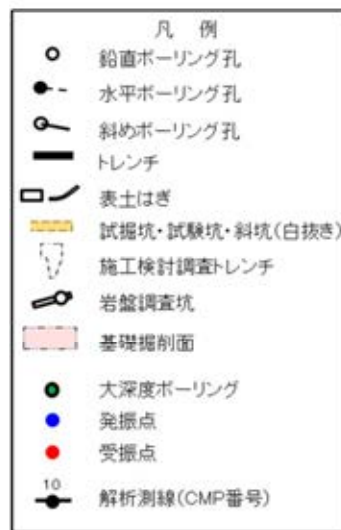 凡 例
鉛直ボーリング孔
水平ボーリング孔
斜めボーリング孔
トレンチ
表土はぎ
試掘坑・試験坑・斜坑(白抜き)
施工検討調査トレンチ
岩盤調査坑
基礎掘削面
大深度ボーリング
発振点
受振点
10
解析測線(CMP番号)